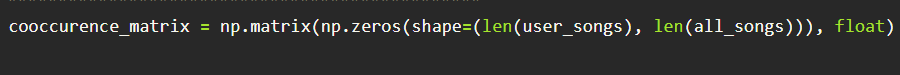 cooccurence_matrix = np.matrix(np.zeros(shape=(len(user_songs), len(all_songs))), float)